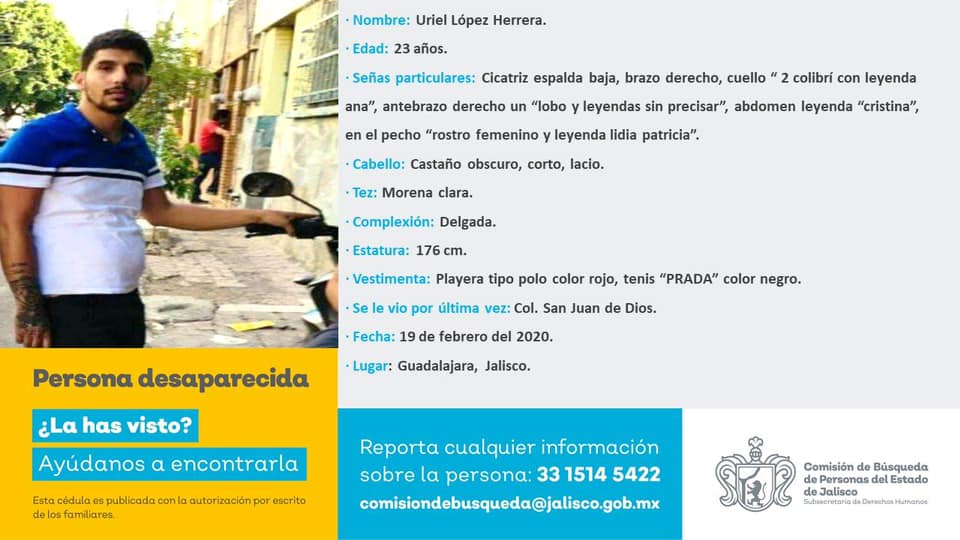 · Nombre: Uriel López Herrera.
· Edad: 23 años.
· Señas particulares: Cicatriz espalda baja, brazo derecho, cuello “ 2 colibrí con leyenda
ana”, antebrazo derecho un “lobo y leyendas sin precisar”, abdomen leyenda “cristina”,
en el pecho “rostro femenino y leyenda lidia patricia”.
· Cabello: Castaño obscuro, corto, lacio.
· Tez: Morena clara.
· Complexión: Delgada.
· Estatura: 176 cm.
· Vestimenta: Playera tipo polo color rojo, tenis “PRADA” color negro.
· Se le vio por última vez: Col. San Juan de Dios.
· Fecha: 19 de febrero del 2020.
· Lugar: Guadalajara, Jalisco.
Persona desaparecida
¿La has visto?
Ayúdanos a encontrarla
Esta cédula es publicada con la autorización por escrito
de los familiares.
Reporta cualquier información
sobre la persona: 33 1514 5422
comisiondebusqueda@jalisco.gob.mx
Comisión de Búsqueda
de Personas del Estado
de Jalisco
Subsecretaría de Derechos Humanos